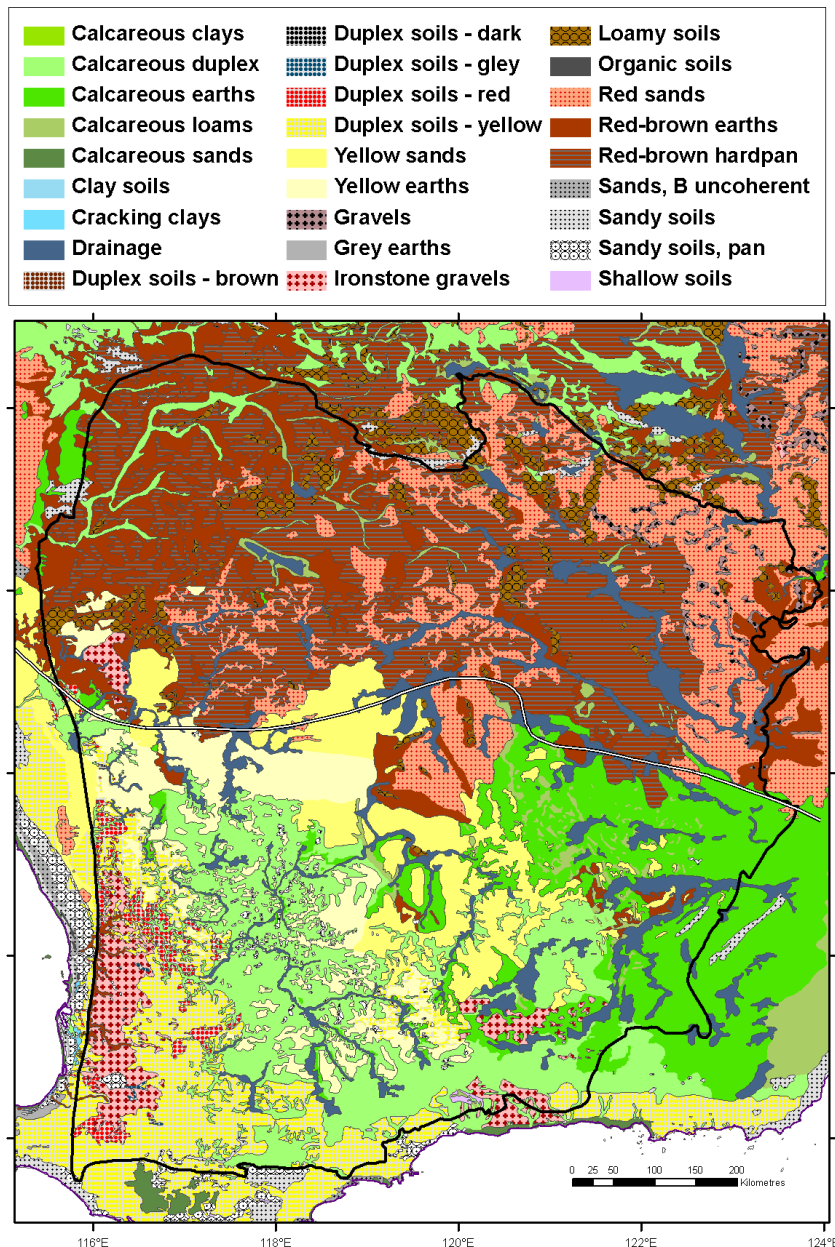 Calcareous clays
Calcareous duplex
Calcareous earths
Calcareous loams
Calcareous sands
Clay soils
Cracking clays
Drainage
Duplex soils - brown
Duplex soils - dark
Duplex soils - gley
Duplex soils - red
Duplex soils - yellow
Yellow sands
Yellow earths
Gravels
Grey earths
Ironstone gravels
Loamy soils
Organic soils
Red sands
Red-brown earths
Red-brown hardpan
Sands, B uncoherent
Sandy soils
Sandy soils, pan
Shallow soils
0 25 50 100 150 200
Kilometres
116°E 118°E 120°E 122°E 124°E